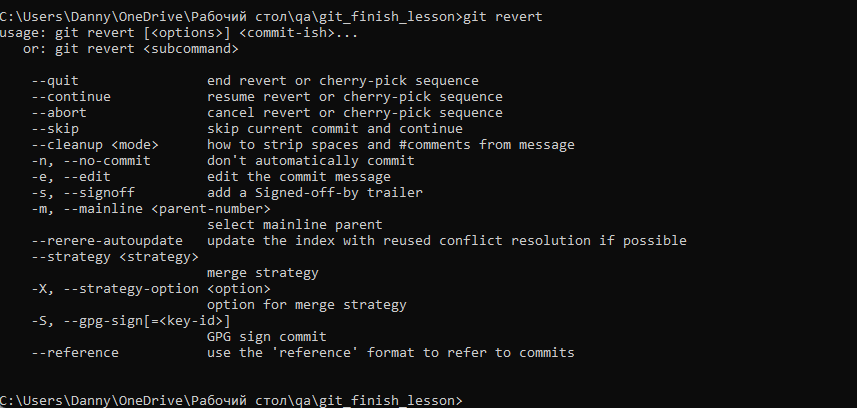 C:\Users\Danny\OneDrive\Рабочий стол\qa\git_finish_lesson>git revert
usage: git revert [<options>] <commit-ish>...
   or: git revert <subcommand>

    --quit                end revert or cherry-pick sequence
    --continue            resume revert or cherry-pick sequence
    --abort               cancel revert or cherry-pick sequence
    --skip                skip current commit and continue
    --cleanup <mode>      how to strip spaces and #comments from message
    -n, --no-commit       don't automatically commit
    -e, --edit            edit the commit message
    -s, --signoff         add a Signed-off-by trailer
    -m, --mainline <parent-number>
                          select mainline parent
    --rerere-autoupdate   update the index with reused conflict resolution if possible
    --strategy <strategy>
                          merge strategy
    -X, --strategy-option <option>
                          option for merge strategy
    -S, --gpg-sign[=<key-id>]
                          GPG sign commit
    --reference           use the 'reference' format to refer to commits

C:\Users\Danny\OneDrive\Рабочий стол\qa\git_finish_lesson>